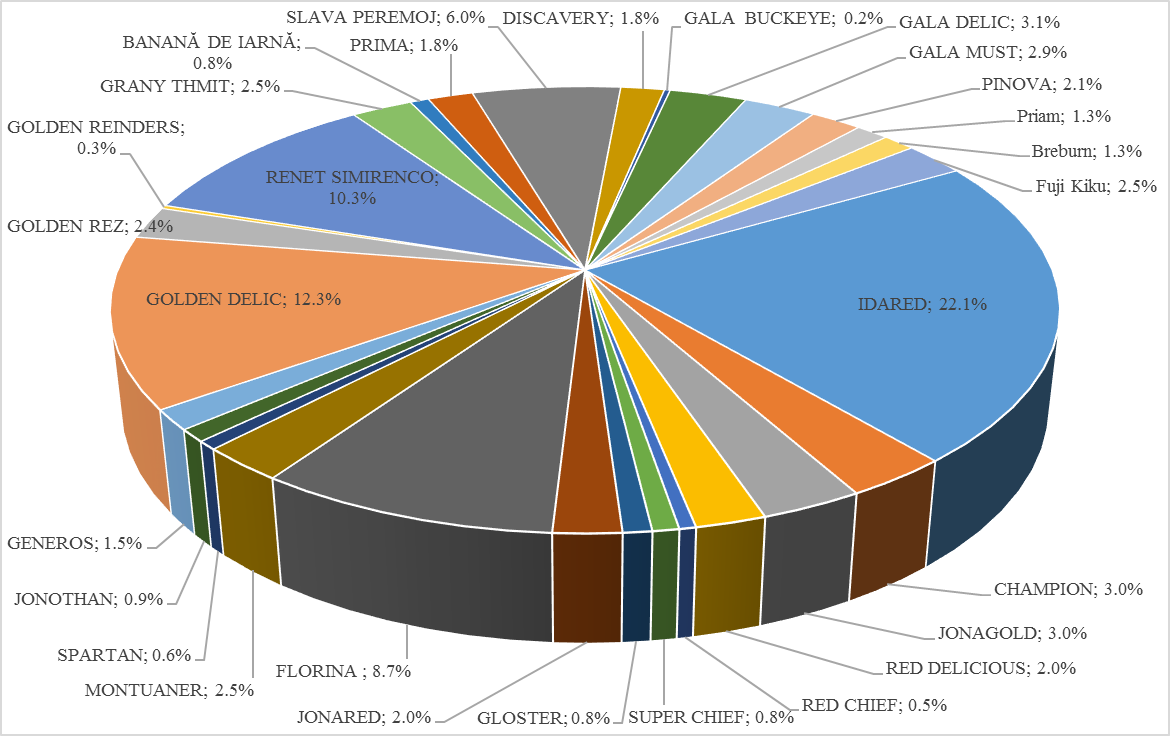 SLAVA PEREMOJ; 6.0%
DISCAVERY; 1.8%
GALA BUCKEYE; 0.2%
GALA DELIC; 3.1%
BANANĂ DE IARNĂ;
0.8%
PRIMA; 1.8%
GALA MUST; 2.9%
GRANY THMIT; 2.5%
PINOVA; 2.1%
Priam; 1.3%
GOLDEN REINDERS;
0.3%
Breburn; 1.3%
RENET SIMIRENCO;
10.3%
Fuji Kiku; 2.5%
GOLDEN REZ; 2.4%
GOLDEN DELIC; 12.3%
IDARED; 22.1%
GENEROS; 1.5%
CHAMPION; 3.0%
JONOTHAN; 0.9%
JONAGOLD; 3.0%
SPARTAN; 0.6%
FLORINA ; 8.7%
RED DELICIOUS; 2.0%
MONTUANER; 2.5%
RED CHIEF; 0.5%
JONARED; 2.0%
GLOSTER; 0.8%
SUPER CHIEF; 0.8%